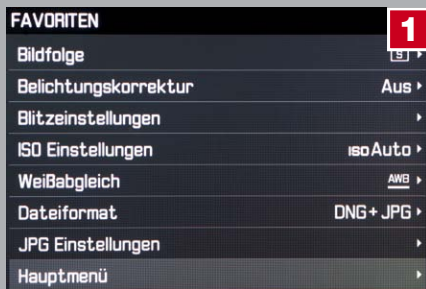 FAVORITEN
1
Bildfolge S
Belichtungskorrektur Aus
Blitzeinstellungen
ISO Einstellungen ISO Auto
Weißabgleich AWB
Dateiformat DNG + JPG
JPG Einstellungen
Hauptmenü